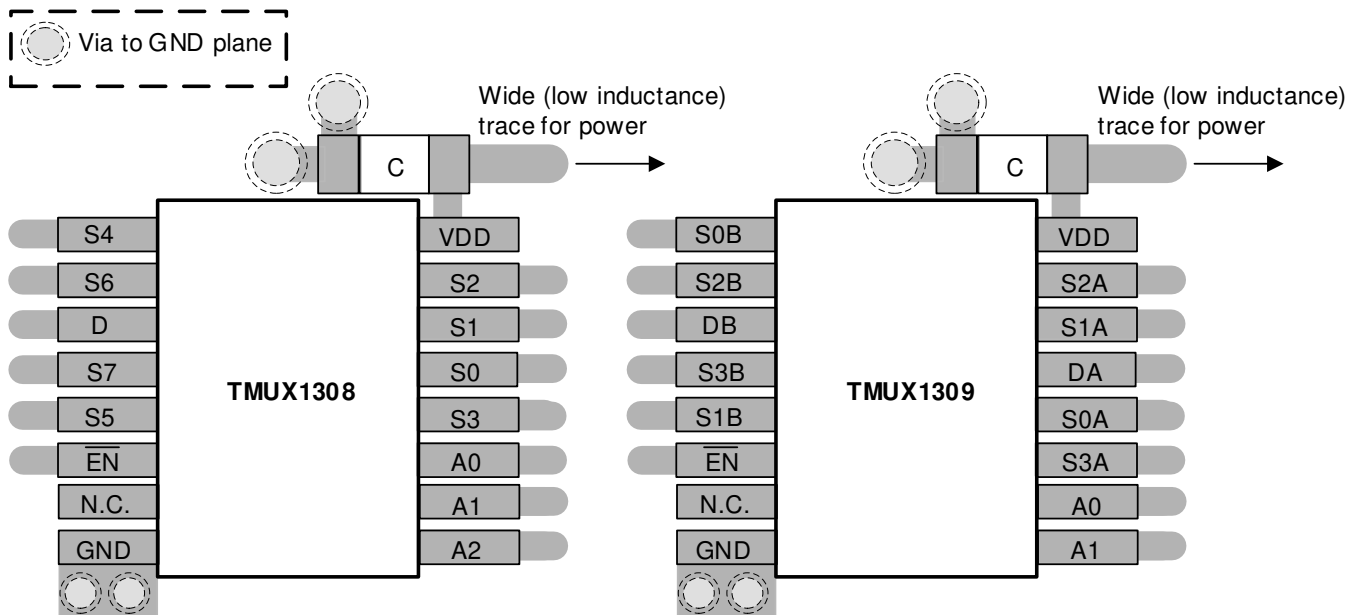 Via to GND plane
Wide (low inductance)
trace for power
C
S4
S6
D
S7
S5
EN
N.C.
GND
TMUX1308
VDD
S2
S1
S0
S3
A0
A1
A2
Wide (low inductance)
trace for power
C
S0B
S2B
DB
S3B
S1B
EN
N.C.
GND
TMUX1309
VDD
S2A
S1A
DA
S0A
S3A
A0
A1